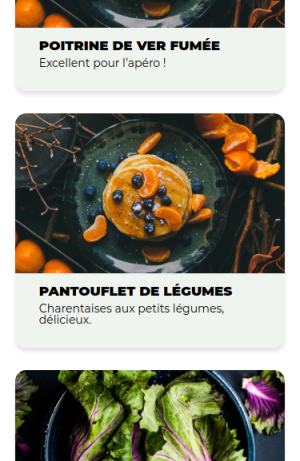 POITRINE DE VER FUMÉE
Excellent pour l'apéro !
PANTOUFLET DE LÉGUMES
Charentaises aux petits légumes,
délicieux.